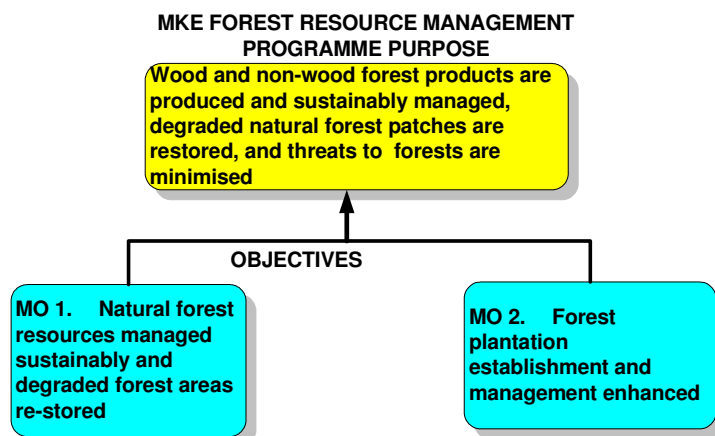 MKE FOREST RESOURCE MANAGEMENT
PROGRAMME PURPOSE
Wood and non-wood forest products are
produced and sustainably managed,
degraded natural forest patches are
restored, and threats to forests are
minimised
OBJECTIVES
MO 1. Natural forest
resources managed
sustainably and
degraded forest areas
re-stored
MO 2. Forest
plantation
establishment and
management enhanced